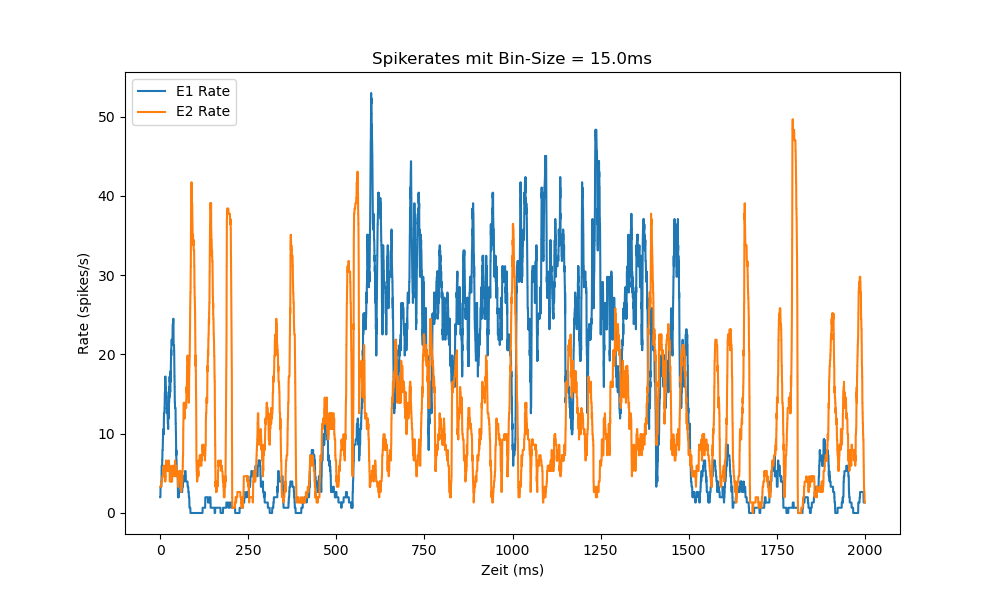 Spikerates mit Bin-Size = 15.0ms
E1 Rate
E2 Rate
50
40
30
20
10
0
Rate (spikes/s)
0 250 500 750 1000 1250 1500 1750 2000
Zeit (ms)